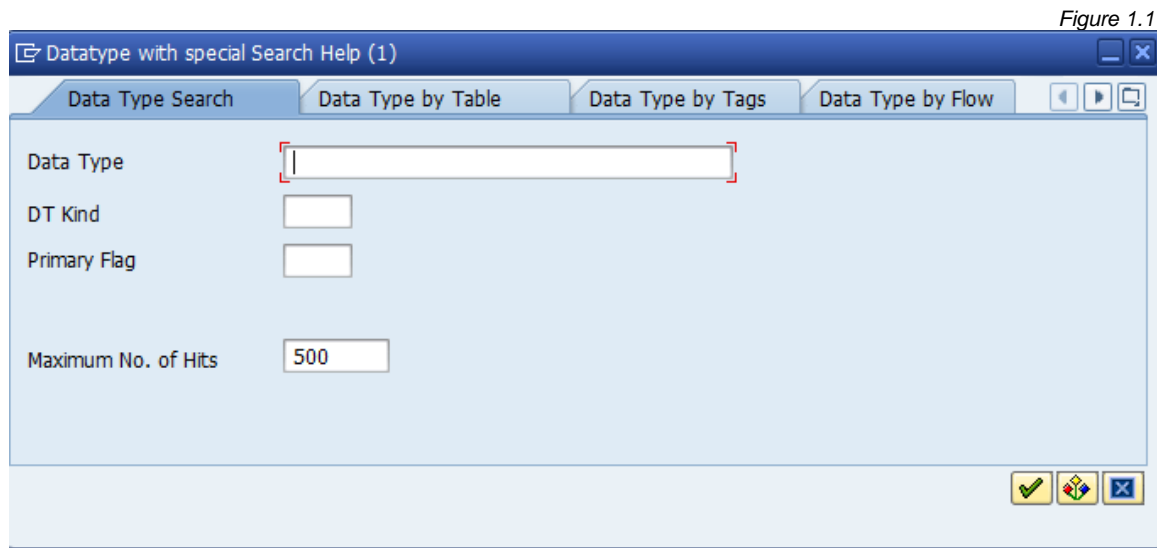 Figure 1.1
Datatype with special Search Help (1)
Data Type Search Data Type by Table Data Type by Tags Data Type by Flow
Data Type
DT Kind
Primary Flag
Maximum No. of Hits 500